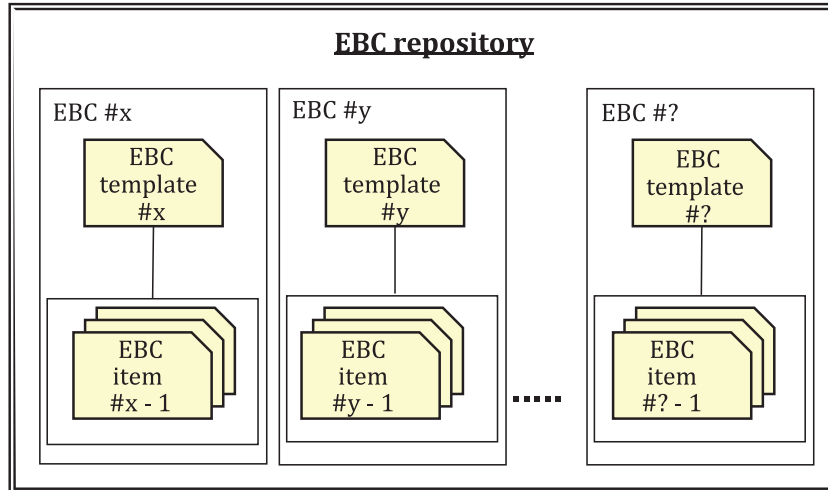 EBC repository
EBC #x
EBC
template
#x
EBC
item
#x - 1
EBC #y
EBC
template
#y
EBC
item
#y - 1
.....
EBC #?
EBC
template
#?
EBC
item
#? - 1